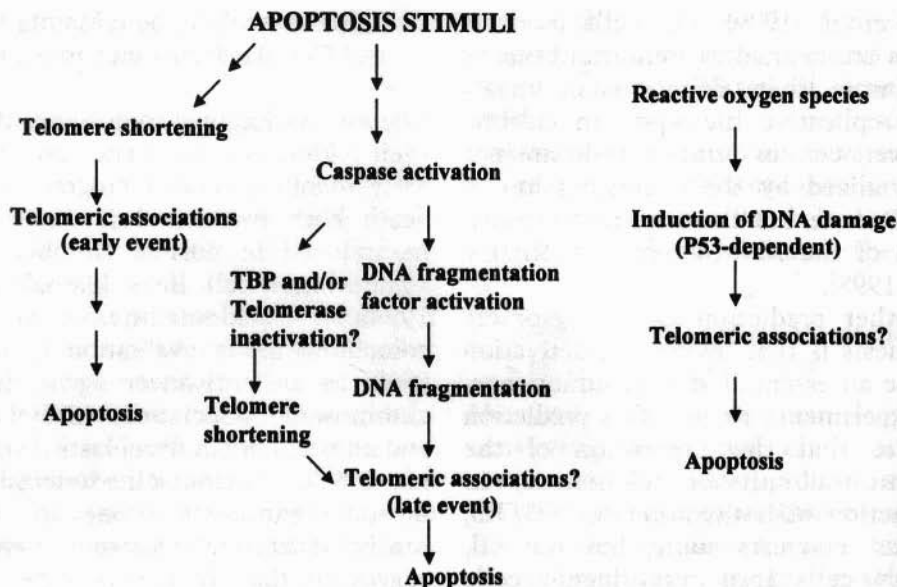 APOPTOSIS STIMULI
Telomere shortening
Telomeric associations
(early event)
Apoptosis
Caspase activation
TBP and/or
Telomerase
inactivation?
Telomere
shortening
DNA fragmentation
factor activation
DNA fragmentation
Telomeric associations?
(late event)
Apoptosis
Reactive oxygen species
Induction of DNA damage
(P53-dependent)
Telomeric associations?
Apoptosis